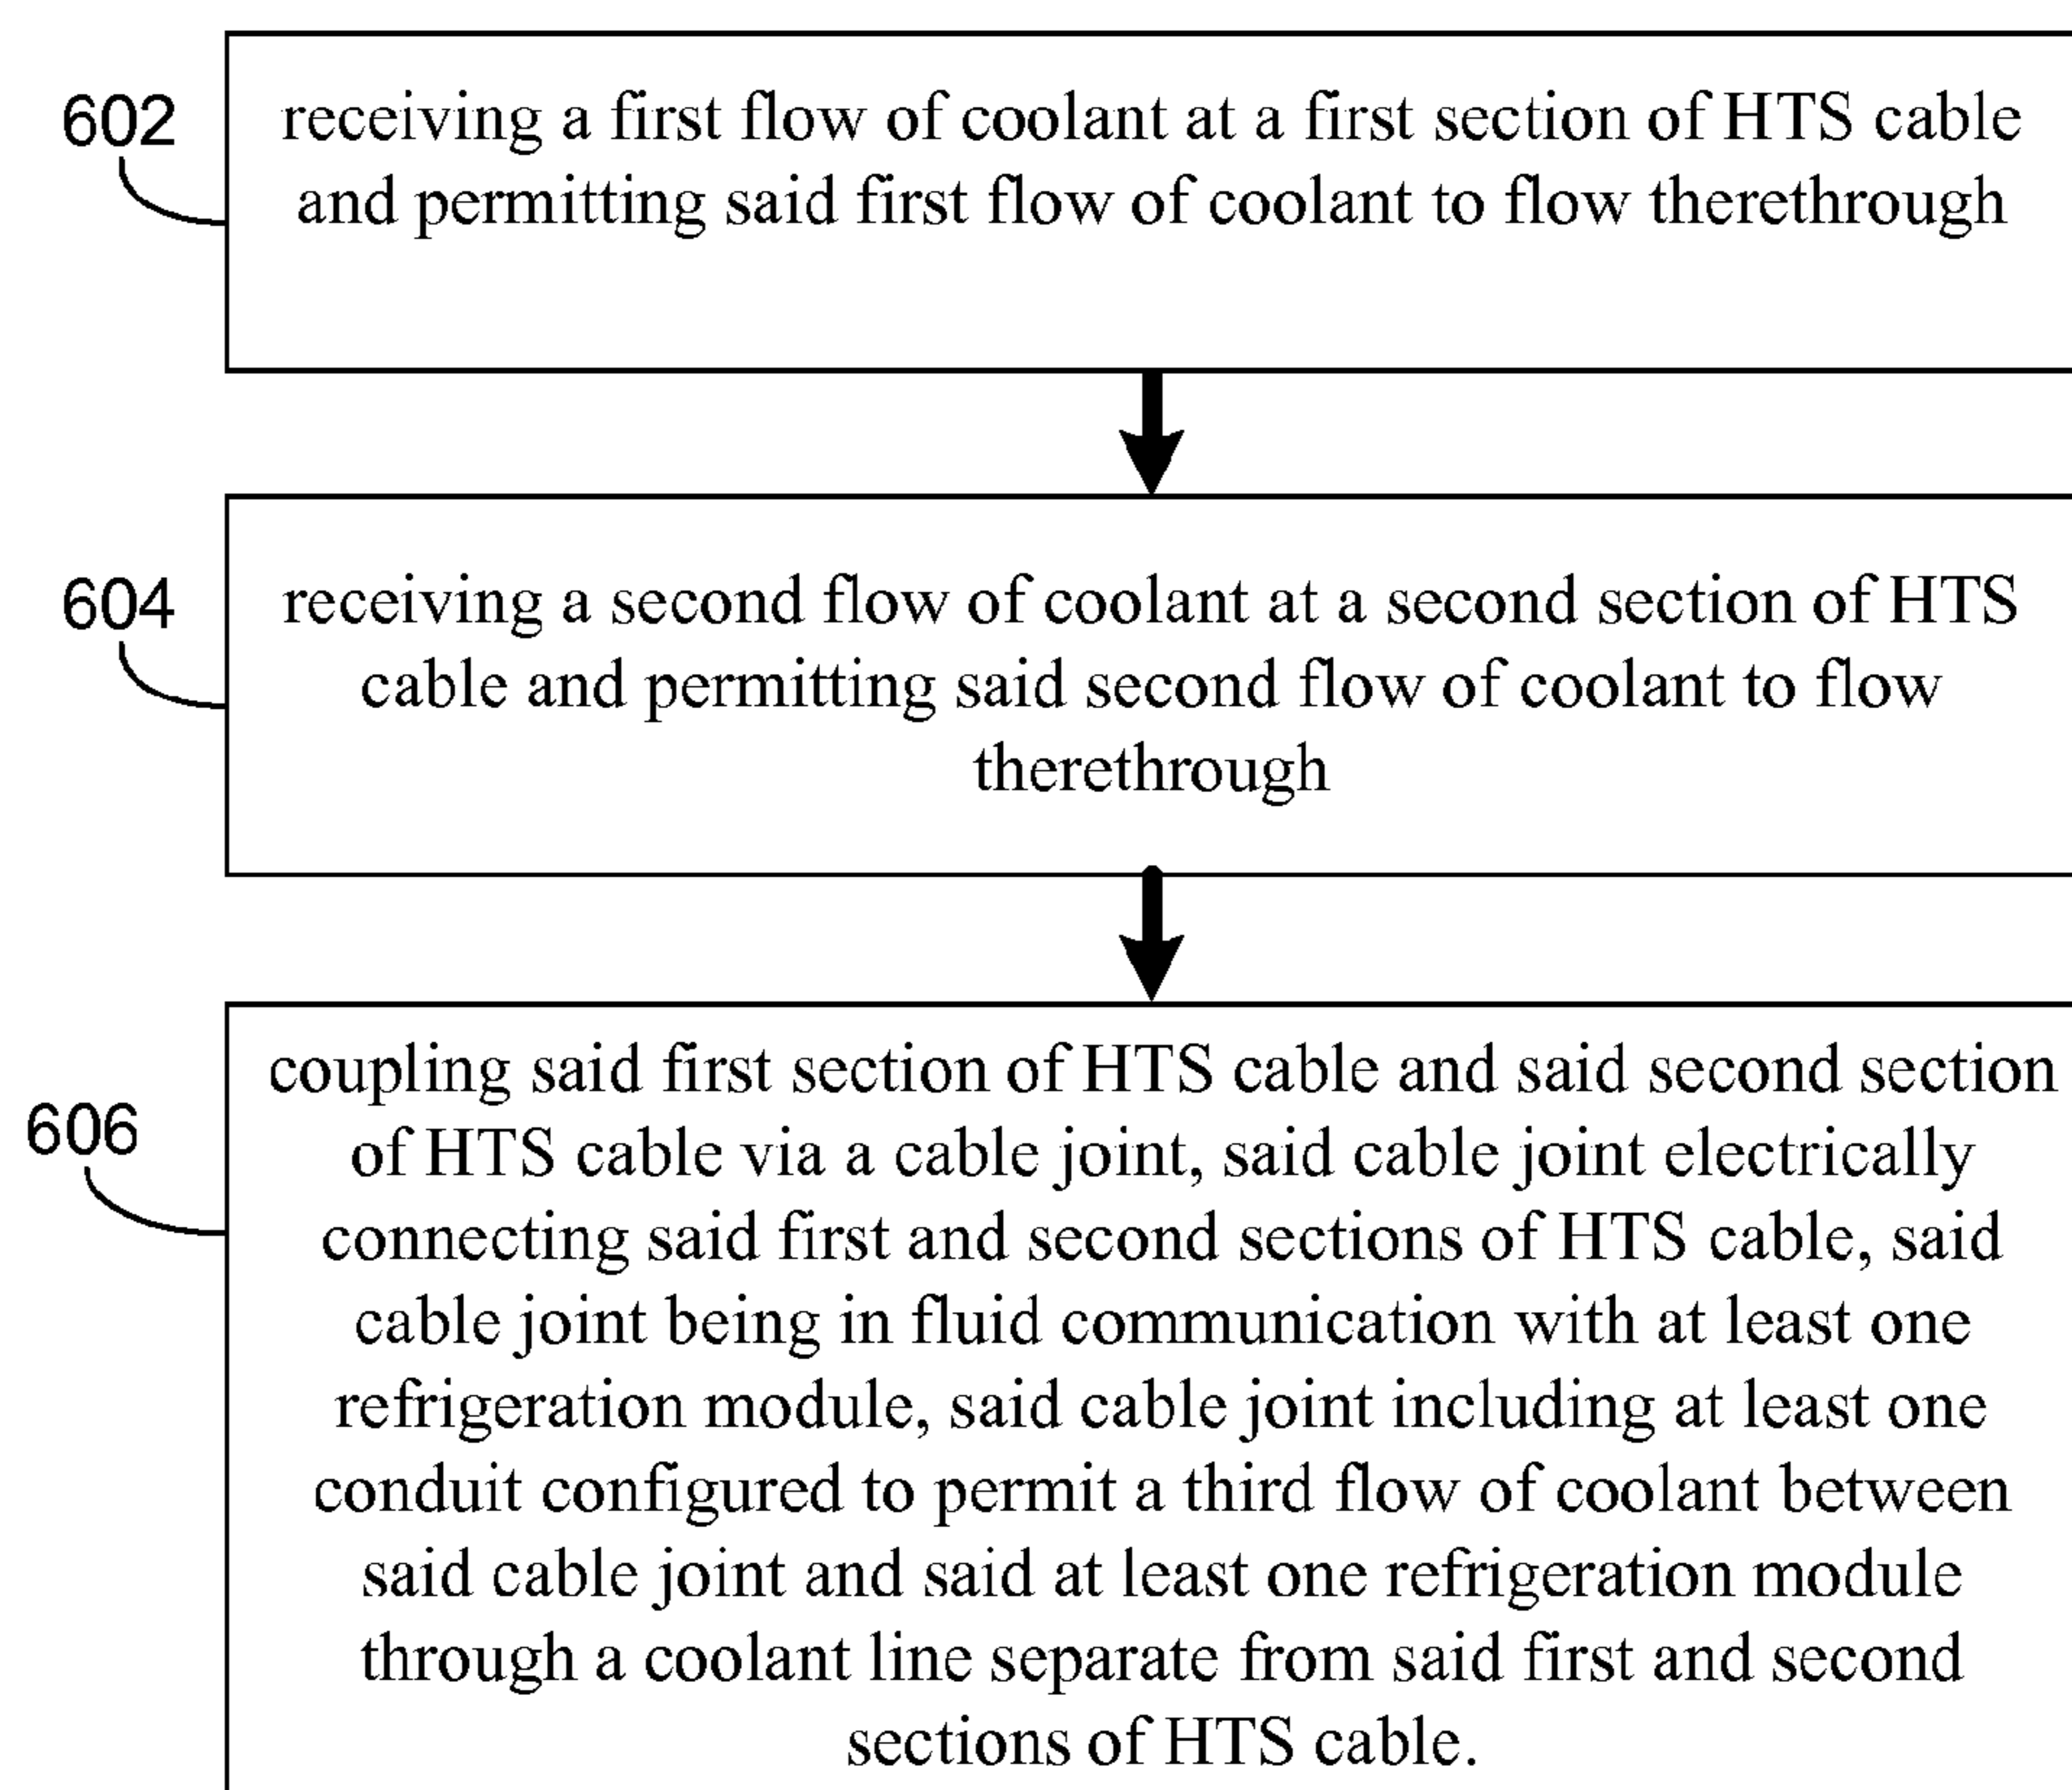 602
receiving a first flow of coolant at a first section of HTS cable
and permitting said first flow of coolant to flow therethrough
604
receiving a second flow of coolant at a second section of HTS
cable and permitting said second flow of coolant to flow
therethrough
606
coupling said first section of HTS cable and said second section
of HTS cable via a cable joint, said cable joint electrically
connecting said first and second sections of HTS cable, said
cable joint being in fluid communication with at least one
refrigeration module, said cable joint including at least one
conduit configured to permit a third flow of coolant between
said cable joint and said at least one refrigeration module
through a coolant line separate from said first and second
sections of HTS cable.